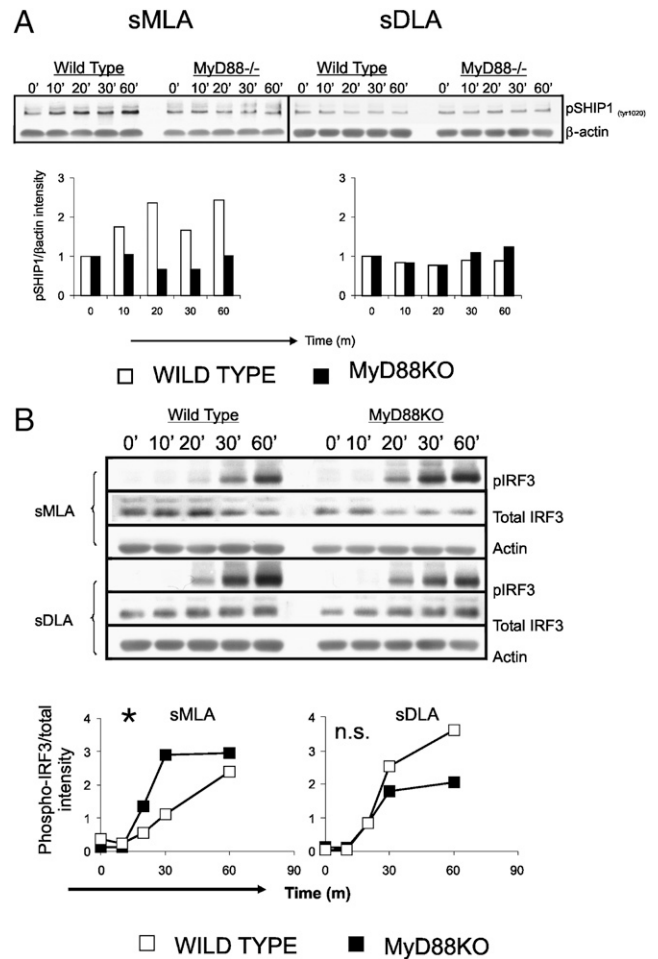 A
sMLA sDLA
Wild Type MyD88-/- Wild Type MyD88-/-
0' 10' 20' 30' 60' 0' 10' 20' 30' 60' 0' 10' 20' 30' 60' 0' 10' 20' 30' 60'
pSHIP1 (tyr1020)
β-actin
pSHIP1/βactin intensity
3 3
2 2
1 1
0 0
0 10 20 30 60 0 10 20 30 60
Time (m)
WILD TYPE MyD88KO
B
Wild Type MyD88KO
0' 10' 20' 30' 60' 0' 10' 20' 30' 60'
pIRF3
sMLA Total IRF3
Actin
pIRF3
sDLA Total IRF3
Actin
Phospho-IRF3/total intensity
* sMLA n.s. sDLA
4 4
3 3
2 2
1 1
0 0
0 30 60 90 0 30 60 90
Time (m)
WILD TYPE MyD88KO